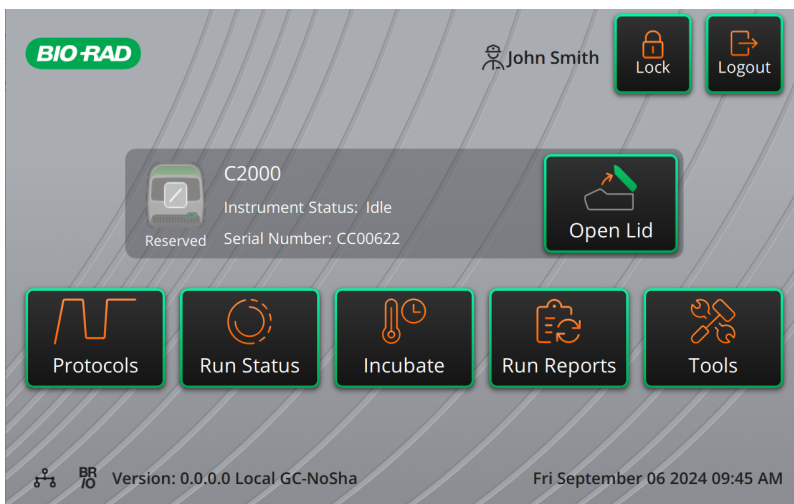 BIO-RAD
John Smith
Lock
Logout
C2000
Instrument Status: Idle
Reserved
Serial Number: CC00622
Open Lid
Protocols
Run Status
Incubate
Run Reports
Tools
BR
IO
Version: 0.0.0.0 Local GC-NoSha
Fri September 06 2024 09:45 AM